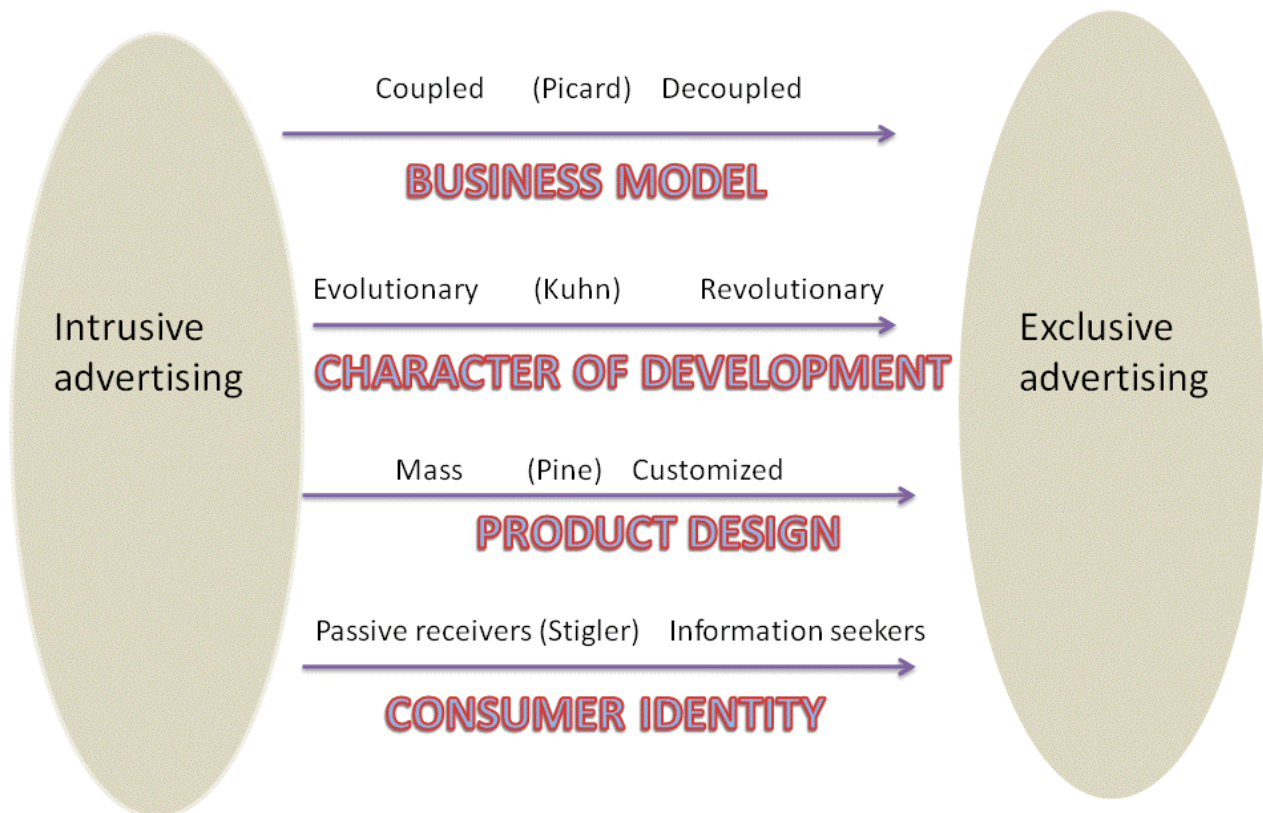 Coupled (Picard) Decoupled
BUSINESS MODEL
Evolutionary (Kuhn) Revolutionary
Intrusive
advertising
Exclusive
advertising
CHARACTER OF DEVELOPMENT
Mass (Pine) Customized
PRODUCT DESIGN
Passive receivers (Stigler) Information seekers
CONSUMER IDENTITY